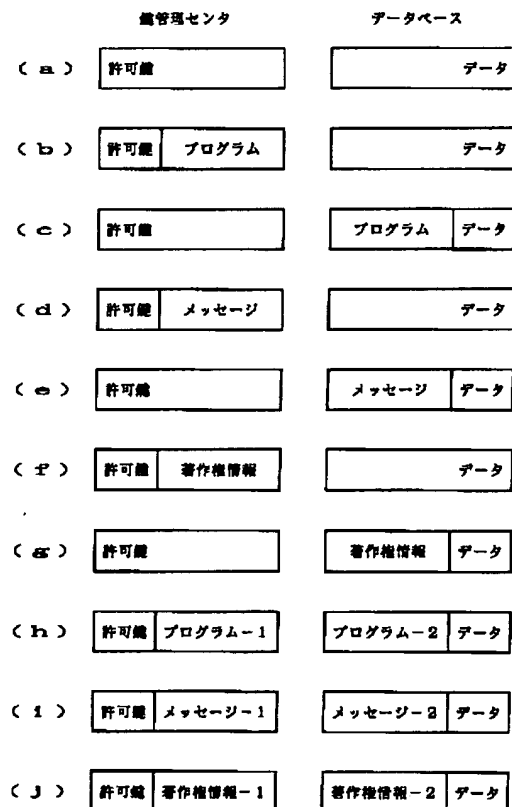 鍵管理センタ データベース
(a) 許可鍵 データ
(b) 許可鍵 プログラム データ
(c) 許可鍵 プログラム データ
(d) 許可鍵 メッセージ データ
(e) 許可鍵 メッセージ データ
(f) 許可鍵 著作権情報 データ
(g) 許可鍵 著作権情報 データ
(h) 許可鍵 プログラム-1 プログラム-2 データ
(i) 許可鍵 メッセージ-1 メッセージ-2 データ
(j) 許可鍵 著作権情報-1 著作権情報-2 データ